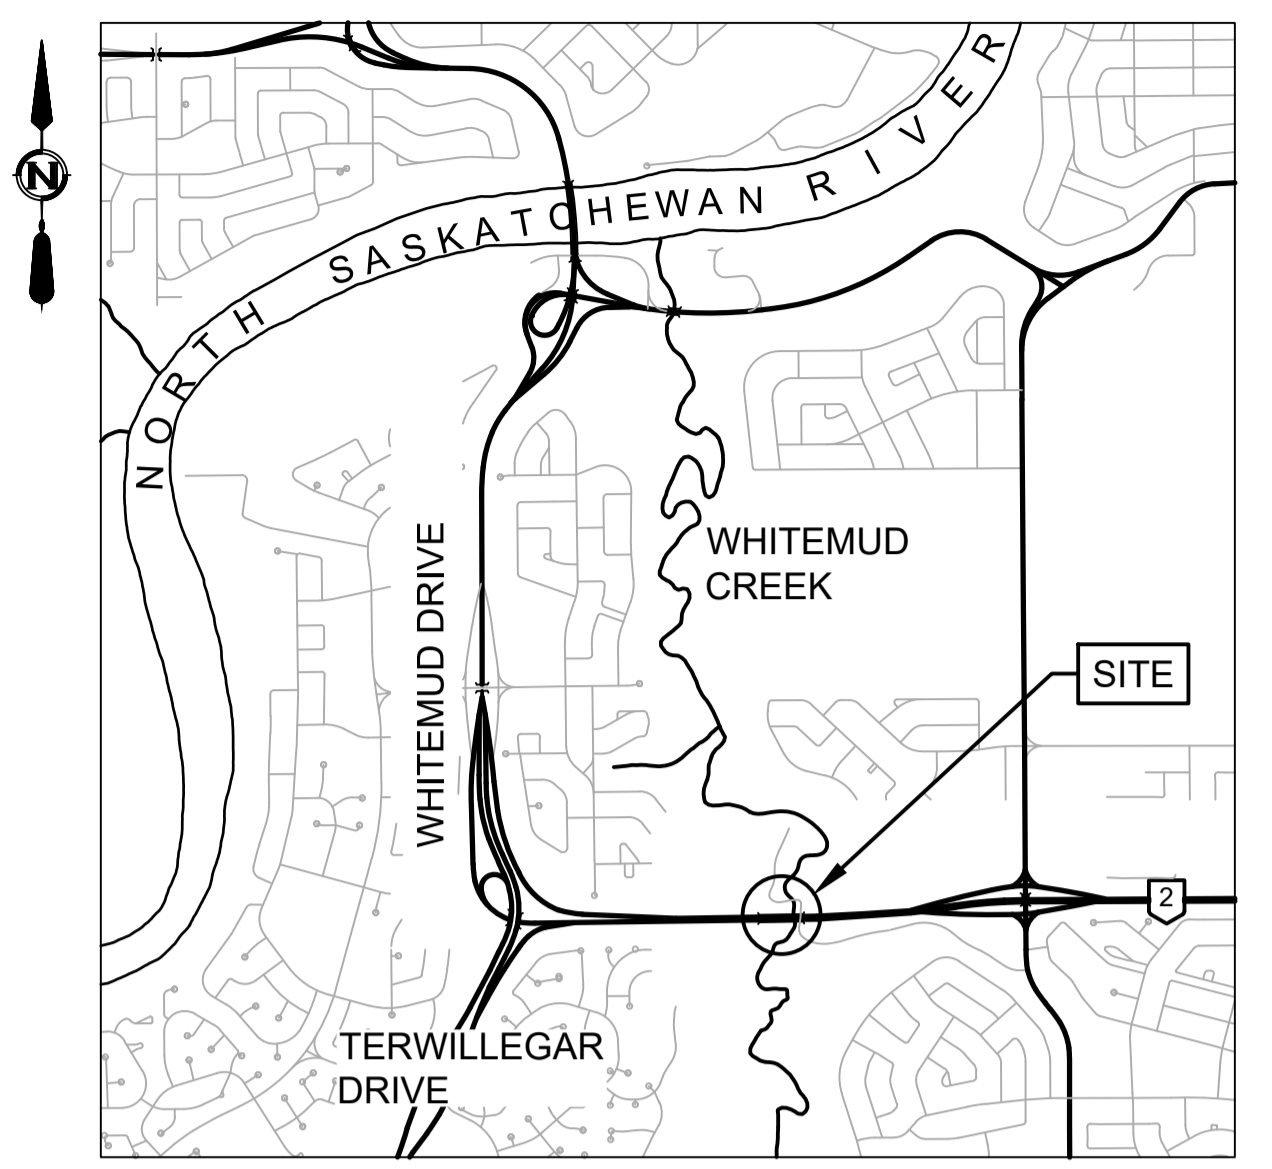 N
NORTH SASKATCHEWAN RIVER
WHITEMUD
CREEK
WHITEMUD DRIVE
SITE
2
TERWILLEGAR
DRIVE